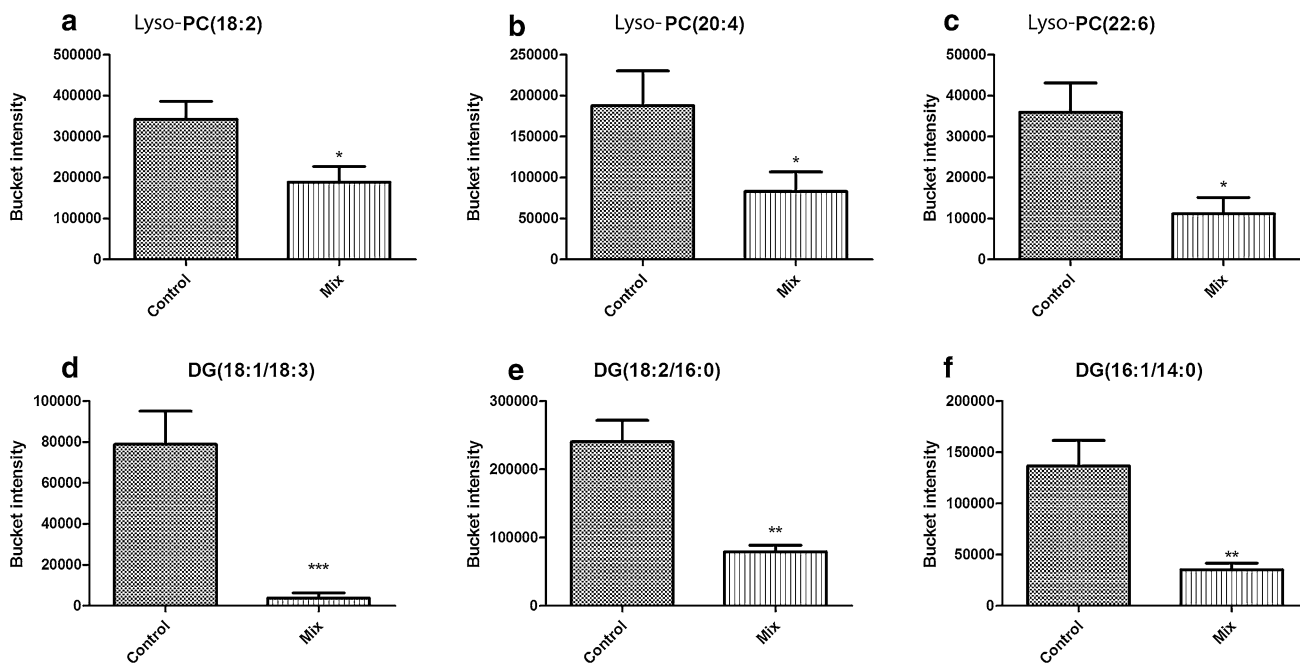 a Lyso-PC(18:2)
Bucket intensity
500000
400000
300000
200000
100000
0
*
Control
Mix
b Lyso-PC(20:4)
Bucket intensity
250000
200000
150000
100000
50000
0
*
Control
Mix
c Lyso-PC(22:6)
Bucket intensity
50000
40000
30000
20000
10000
0
*
Control
Mix
d DG(18:1/18:3)
Bucket intensity
100000
80000
60000
40000
20000
0
***
Control
Mix
e DG(18:2/16:0)
Bucket intensity
300000
200000
100000
0
**
Control
Mix
f DG(16:1/14:0)
Bucket intensity
200000
150000
100000
50000
0
**
Control
Mix